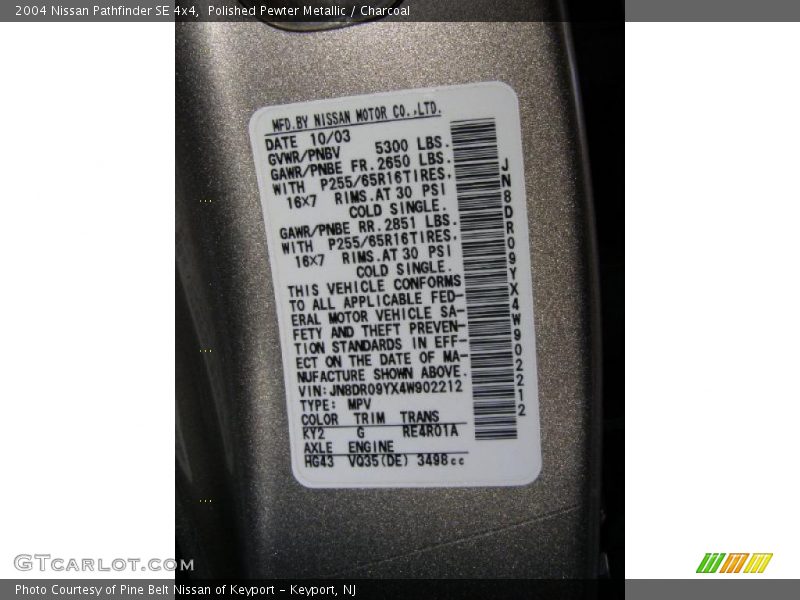 2004 Nissan Pathfinder SE 4x4,  Polished Pewter Metallic / Charcoal
MFD.BY NISSAN MOTOR CO.,LTD.
DATE 10/03
GVWR/PNBV 5300 LBS.
GAWR/PNBE FR. 2650 LBS.
WITH P255/65R16TIRES,
16X7 RIMS.AT 30 PSI
COLD SINGLE.
GAWR/PNBE RR. 2851 LBS.
WITH P255/65R16TIRES,
16X7 RIMS.AT 30 PSI
COLD SINGLE.
THIS VEHICLE CONFORMS
TO ALL APPLICABLE FED-
ERAL MOTOR VEHICLE SA-
FETY AND THEFT PREVEN-
TION STANDARDS IN EFF-
ECT ON THE DATE OF MA-
NUFACTURE SHOWN ABOVE.
VIN:JN8DR09YX4W902212
TYPE: MPV
COLOR TRIM TRANS
KY2 G RE4R01A
AXLE ENGINE
HG43 VQ35(DE) 3498cc
JN8DR09YX4W902212
GTcarlot.com
Photo Courtesy of Pine Belt Nissan of Keyport - Keyport, NJ